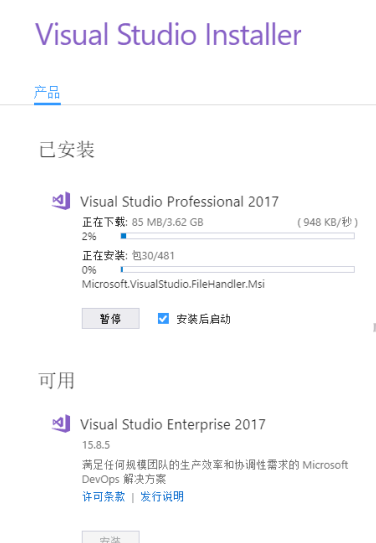 Visual Studio Installer
产品
已安装
Visual Studio Professional 2017
正在下载: 85 MB/3.62 GB (948 KB/秒)
2%
正在安装: 包30/481
0%
Microsoft.VisualStudio.FileHandler.Msi
暂停 安装后启动
可用
Visual Studio Enterprise 2017
15.8.5
满足任何规模团队的生产效率和协调性需求的 Microsoft
DevOps 解决方案
许可条款 | 发行说明
安装